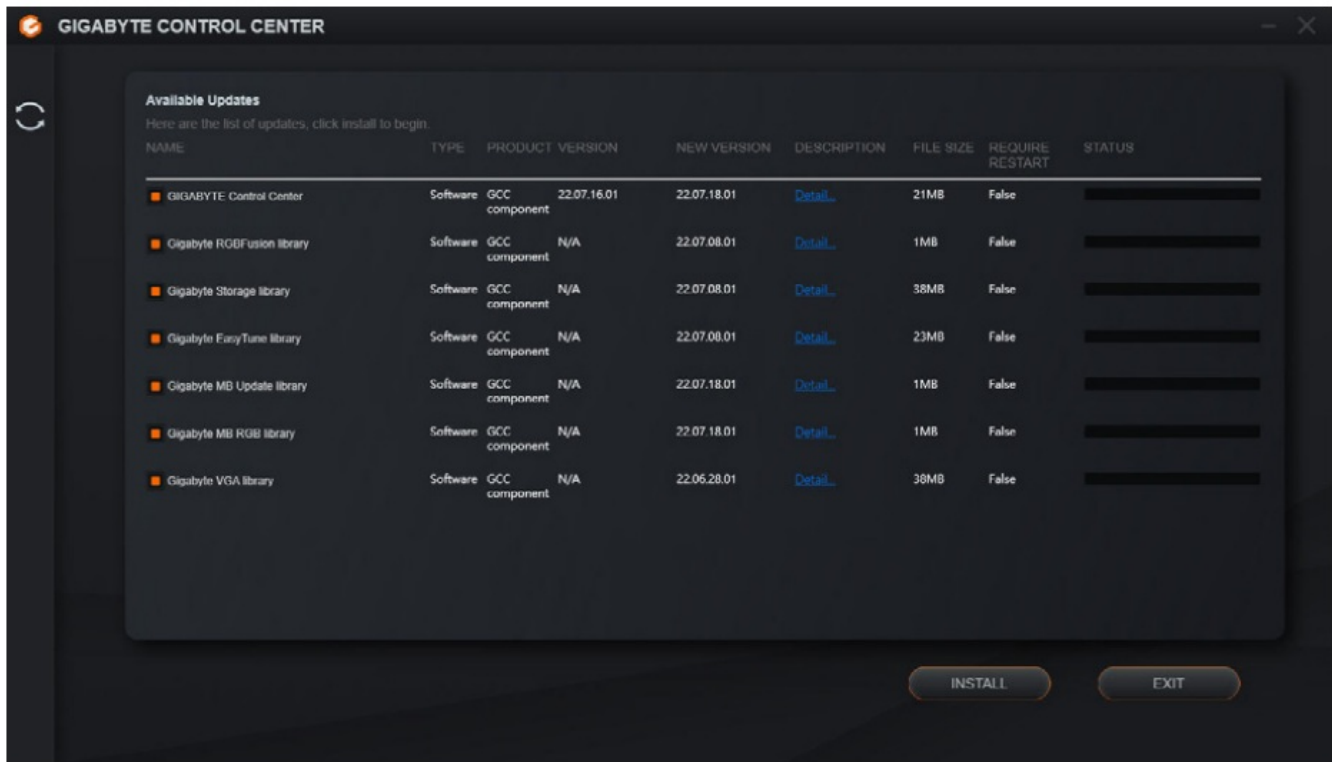 GIGABYTE CONTROL CENTER
Available Updates
Here are the list of updates, click install to begin.
NAME TYPE PRODUCT VERSION NEW VERSION DESCRIPTION FILE SIZE REQUIRE RESTART STATUS
GIGABYTE Control Center Software GCC component 22.07.16.01 22.07.18.01 Detail... 21MB False
Gigabyte RGBFusion library Software GCC component N/A 22.07.08.01 Detail... 1MB False
Gigabyte Storage library Software GCC component N/A 22.07.08.01 Detail... 38MB False
Gigabyte EasyTune library Software GCC component N/A 22.07.08.01 Detail... 23MB False
Gigabyte MB Update library Software GCC component N/A 22.07.18.01 Detail... 1MB False
Gigabyte MB RGB library Software GCC component N/A 22.07.18.01 Detail... 1MB False
Gigabyte VGA library Software GCC component N/A 22.06.28.01 Detail... 38MB False
INSTALL EXIT